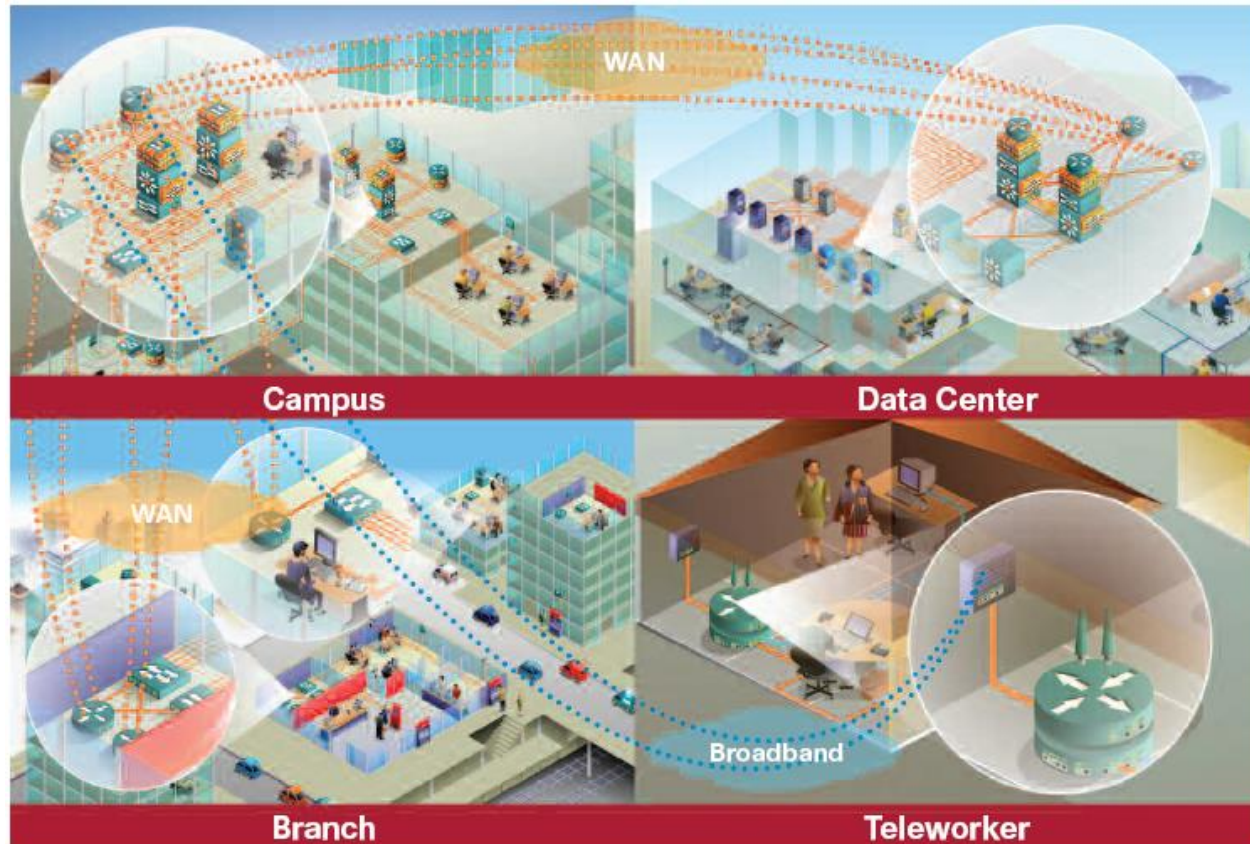 WAN
Campus
Data Center
WAN
Broadband
Branch
Teleworker